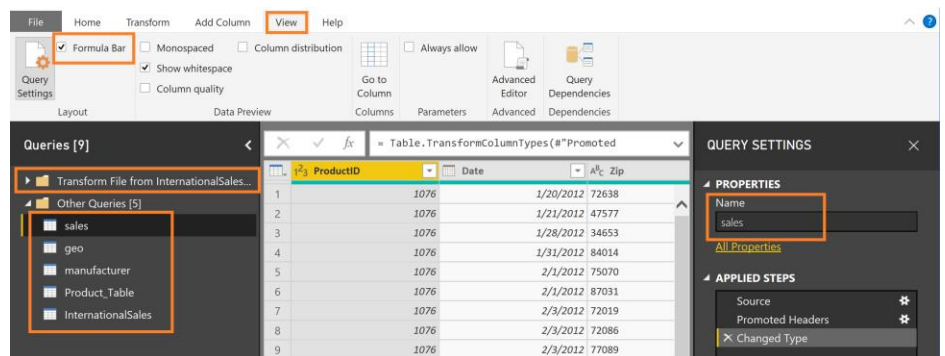 File Home Transform Add Column View Help
Formula Bar Monospaced Column distribution Always allow
Show whitespace
Column quality
Query Settings
Go to Column
Advanced Editor
Query Dependencies
Layout Data Preview Columns Parameters Advanced Dependencies
Queries [9]
fx = Table.TransformColumnTypes(#"Promoted
QUERY SETTINGS
Transform File from InternationalSales...
Other Queries [5]
sales
geo
manufacturer
Product_Table
InternationalSales
123 ProductID Date ABC Zip
1 1076 1/20/2012 72638
2 1076 1/21/2012 47577
3 1076 1/28/2012 34653
4 1076 1/31/2012 84014
5 1076 2/1/2012 75070
6 1076 2/1/2012 87031
7 1076 2/3/2012 72019
8 1076 2/3/2012 72086
9 1076 2/3/2012 77089
PROPERTIES
Name
sales
All Properties
APPLIED STEPS
Source
Promoted Headers
Changed Type